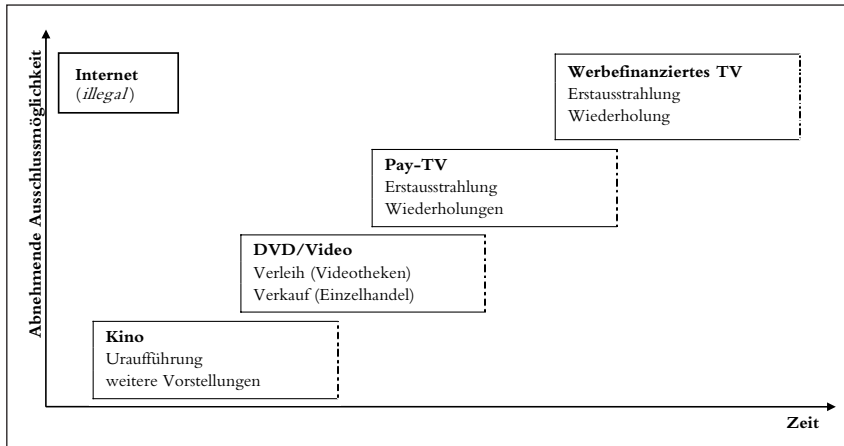 Abnehmende Ausschlussmöglichkeit
Internet
(illegal)
Werbefinanziertes TV
Erstausstrahlung
Wiederholung
Pay-TV
Erstausstrahlung
Wiederholungen
DVD/Video
Verleih (Videotheken)
Verkauf (Einzelhandel)
Kino
Uraufführung
weitere Vorstellungen
Zeit